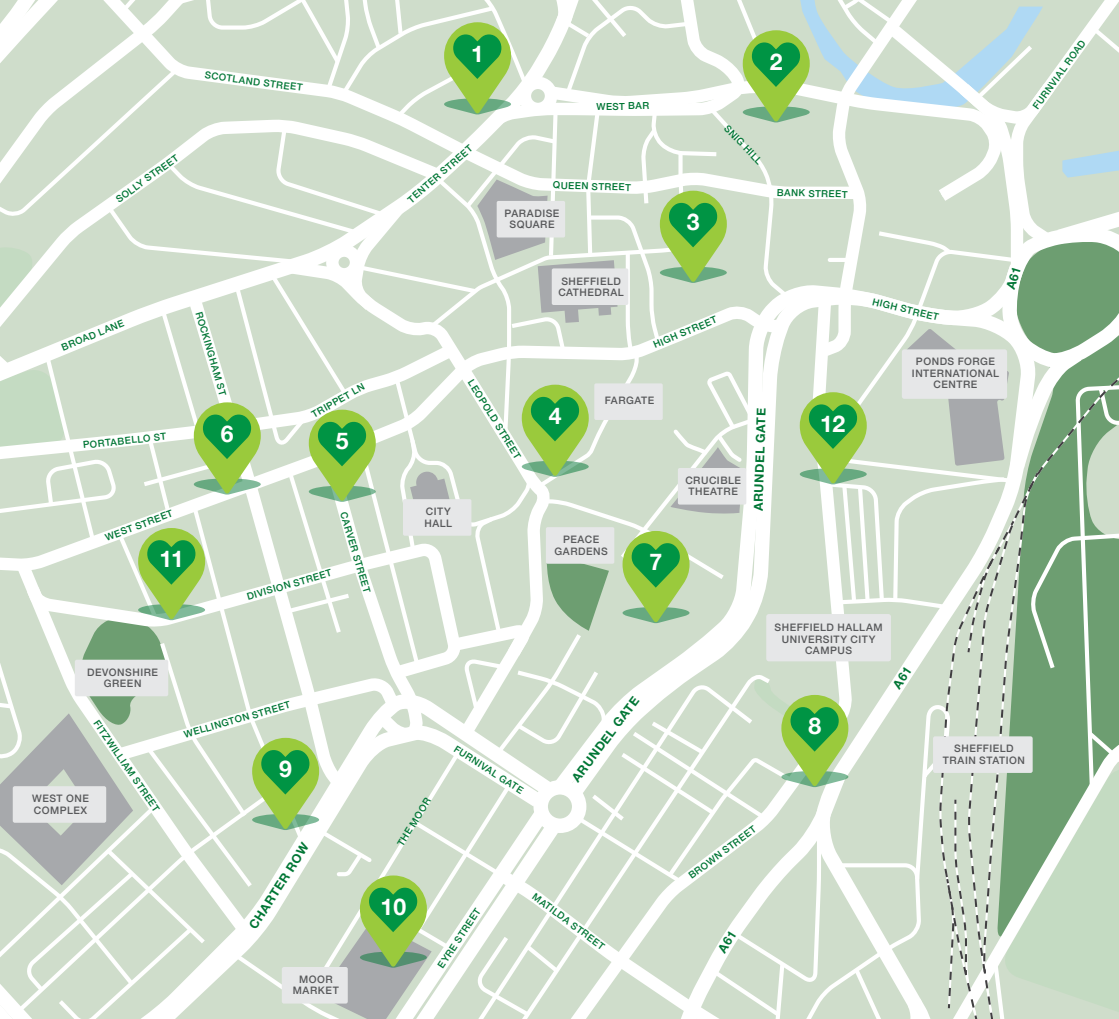 1
2
FURNVIAL ROAD
SCOTLAND STREET
WEST BAR
SNIG HILL
SOLLY STREET
TENTER STREET
QUEEN STREET
BANK STREET
PARADISE
SQUARE
3
SHEFFIELD
CATHEDRAL
A61
BROAD LANE
ROCKINGHAM ST
HIGH STREET
HIGH STREET
PONDS FORGE
INTERNATIONAL
CENTRE
TRIPPET LN
LEOPOLD STREET
4
FARGATE
ARUNDEL GATE
12
PORTABELLO ST
6
5
CRUCIBLE
THEATRE
CITY
HALL
WEST STREET
CARVER STREET
PEACE
GARDENS
7
11
DIVISION STREET
SHEFFIELD HALLAM
UNIVERSITY CITY
CAMPUS
DEVONSHIRE
GREEN
A61
WELLINGTON STREET
FITZWILLIAM STREET
ARUNDEL GATE
8
FURNIVAL GATE
SHEFFIELD
TRAIN STATION
9
WEST ONE
COMPLEX
THE MOOR
BROWN STREET
CHARTER ROW
10
EYRE STREET
MATILDA STREET
A61
MOOR
MARKET